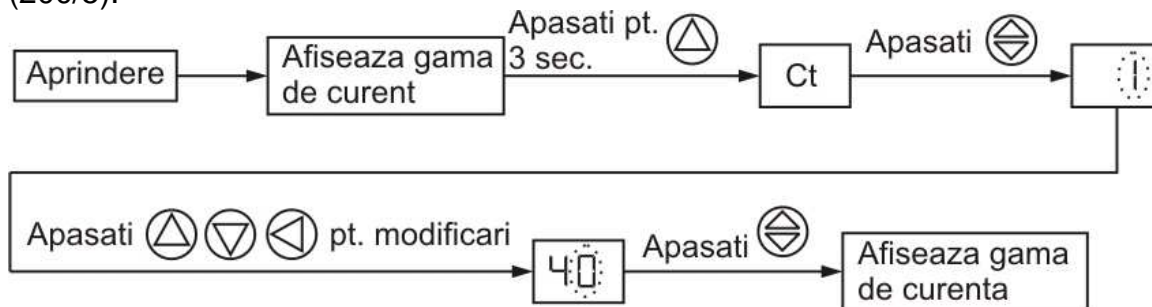 Aprindere
Afiseaza gama
de curent
Apasati pt.
3 sec.
Ct
Apasati
1
Apasati pt. modificari
40
Apasati
Afiseaza gama
de curenta